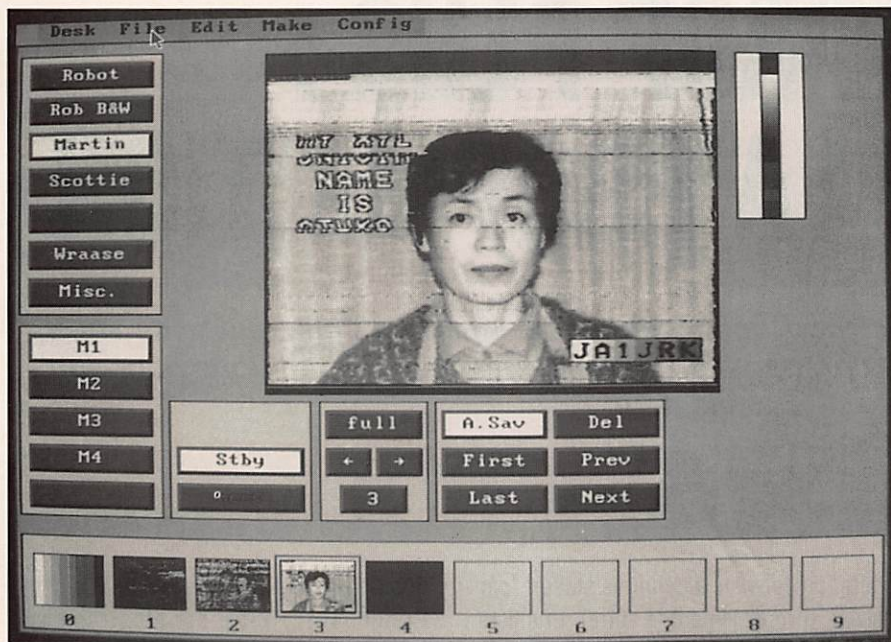 Desk File Edit Make Config
Robot
Rob B&W
Martin
Scottie
Wraase
Misc.
MY XYL
NAME
IS
ATUKO
JA1JRK
M1
M2
M3
M4
Stby
full
← →
3
A.Sav Del
First Prev
Last Next
0 1 2 3 4 5 6 7 8 9